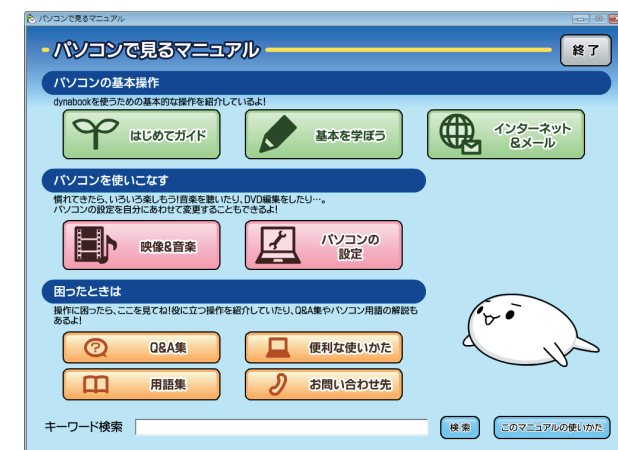 パソコンで見るマニュアル
パソコンで見るマニュアル
終了
パソコンの基本操作
dynabookを使うための基本的な操作を紹介しているよ!
はじめてガイド
基本を学ぼう
インターネット
&メール
パソコンを使いこなす
慣れてきたら、いろいろ楽しもう!音楽を聴いたり、DVD編集をしたり…。
パソコンの設定を自分にあわせて変更することもできるよ!
映像&音楽
パソコンの
設定
困ったときは
操作に困ったら、ここを見てね!役に立つ操作を紹介していたり、Q&A集やパソコン用語の解説も
あるよ!
Q&A集
便利な使いかた
用語集
お問い合わせ先
キーワード検索
検索
このマニュアルの使いかた